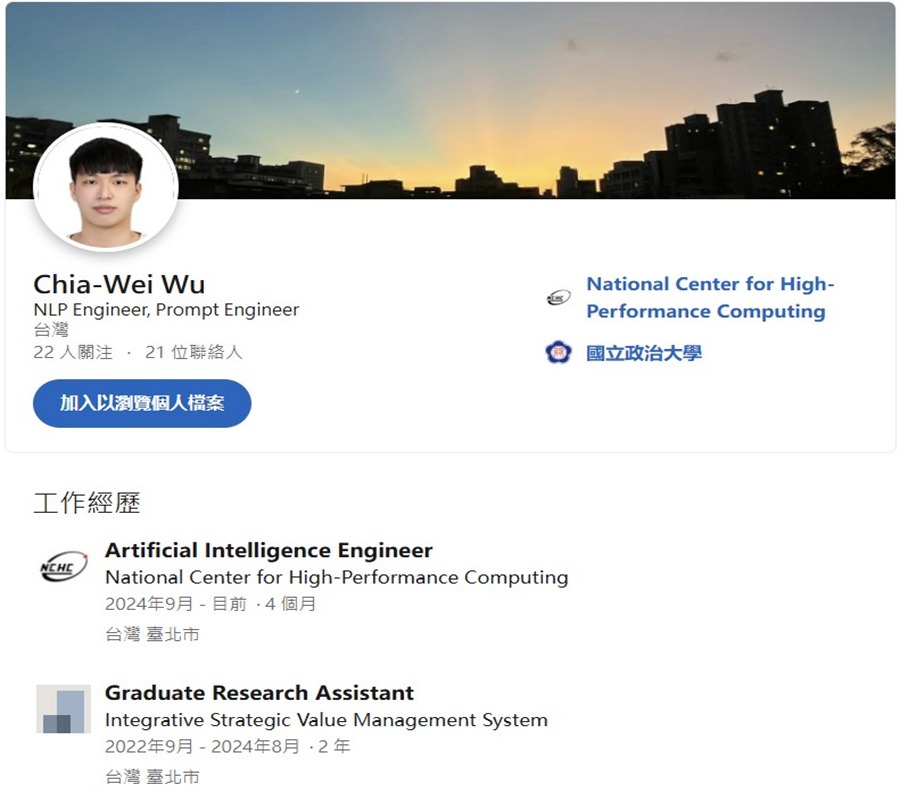 Chia-Wei Wu
NLP Engineer, Prompt Engineer
台灣
22 人關注 · 21 位聯絡人
加入以瀏覽個人檔案
National Center for High-
Performance Computing
國立政治大學
工作經歷
NCHC
Artificial Intelligence Engineer
National Center for High-Performance Computing
2024年9月 - 目前 · 4 個月
台灣 臺北市
Graduate Research Assistant
Integrative Strategic Value Management System
2022年9月 - 2024年8月 · 2 年
台灣 臺北市